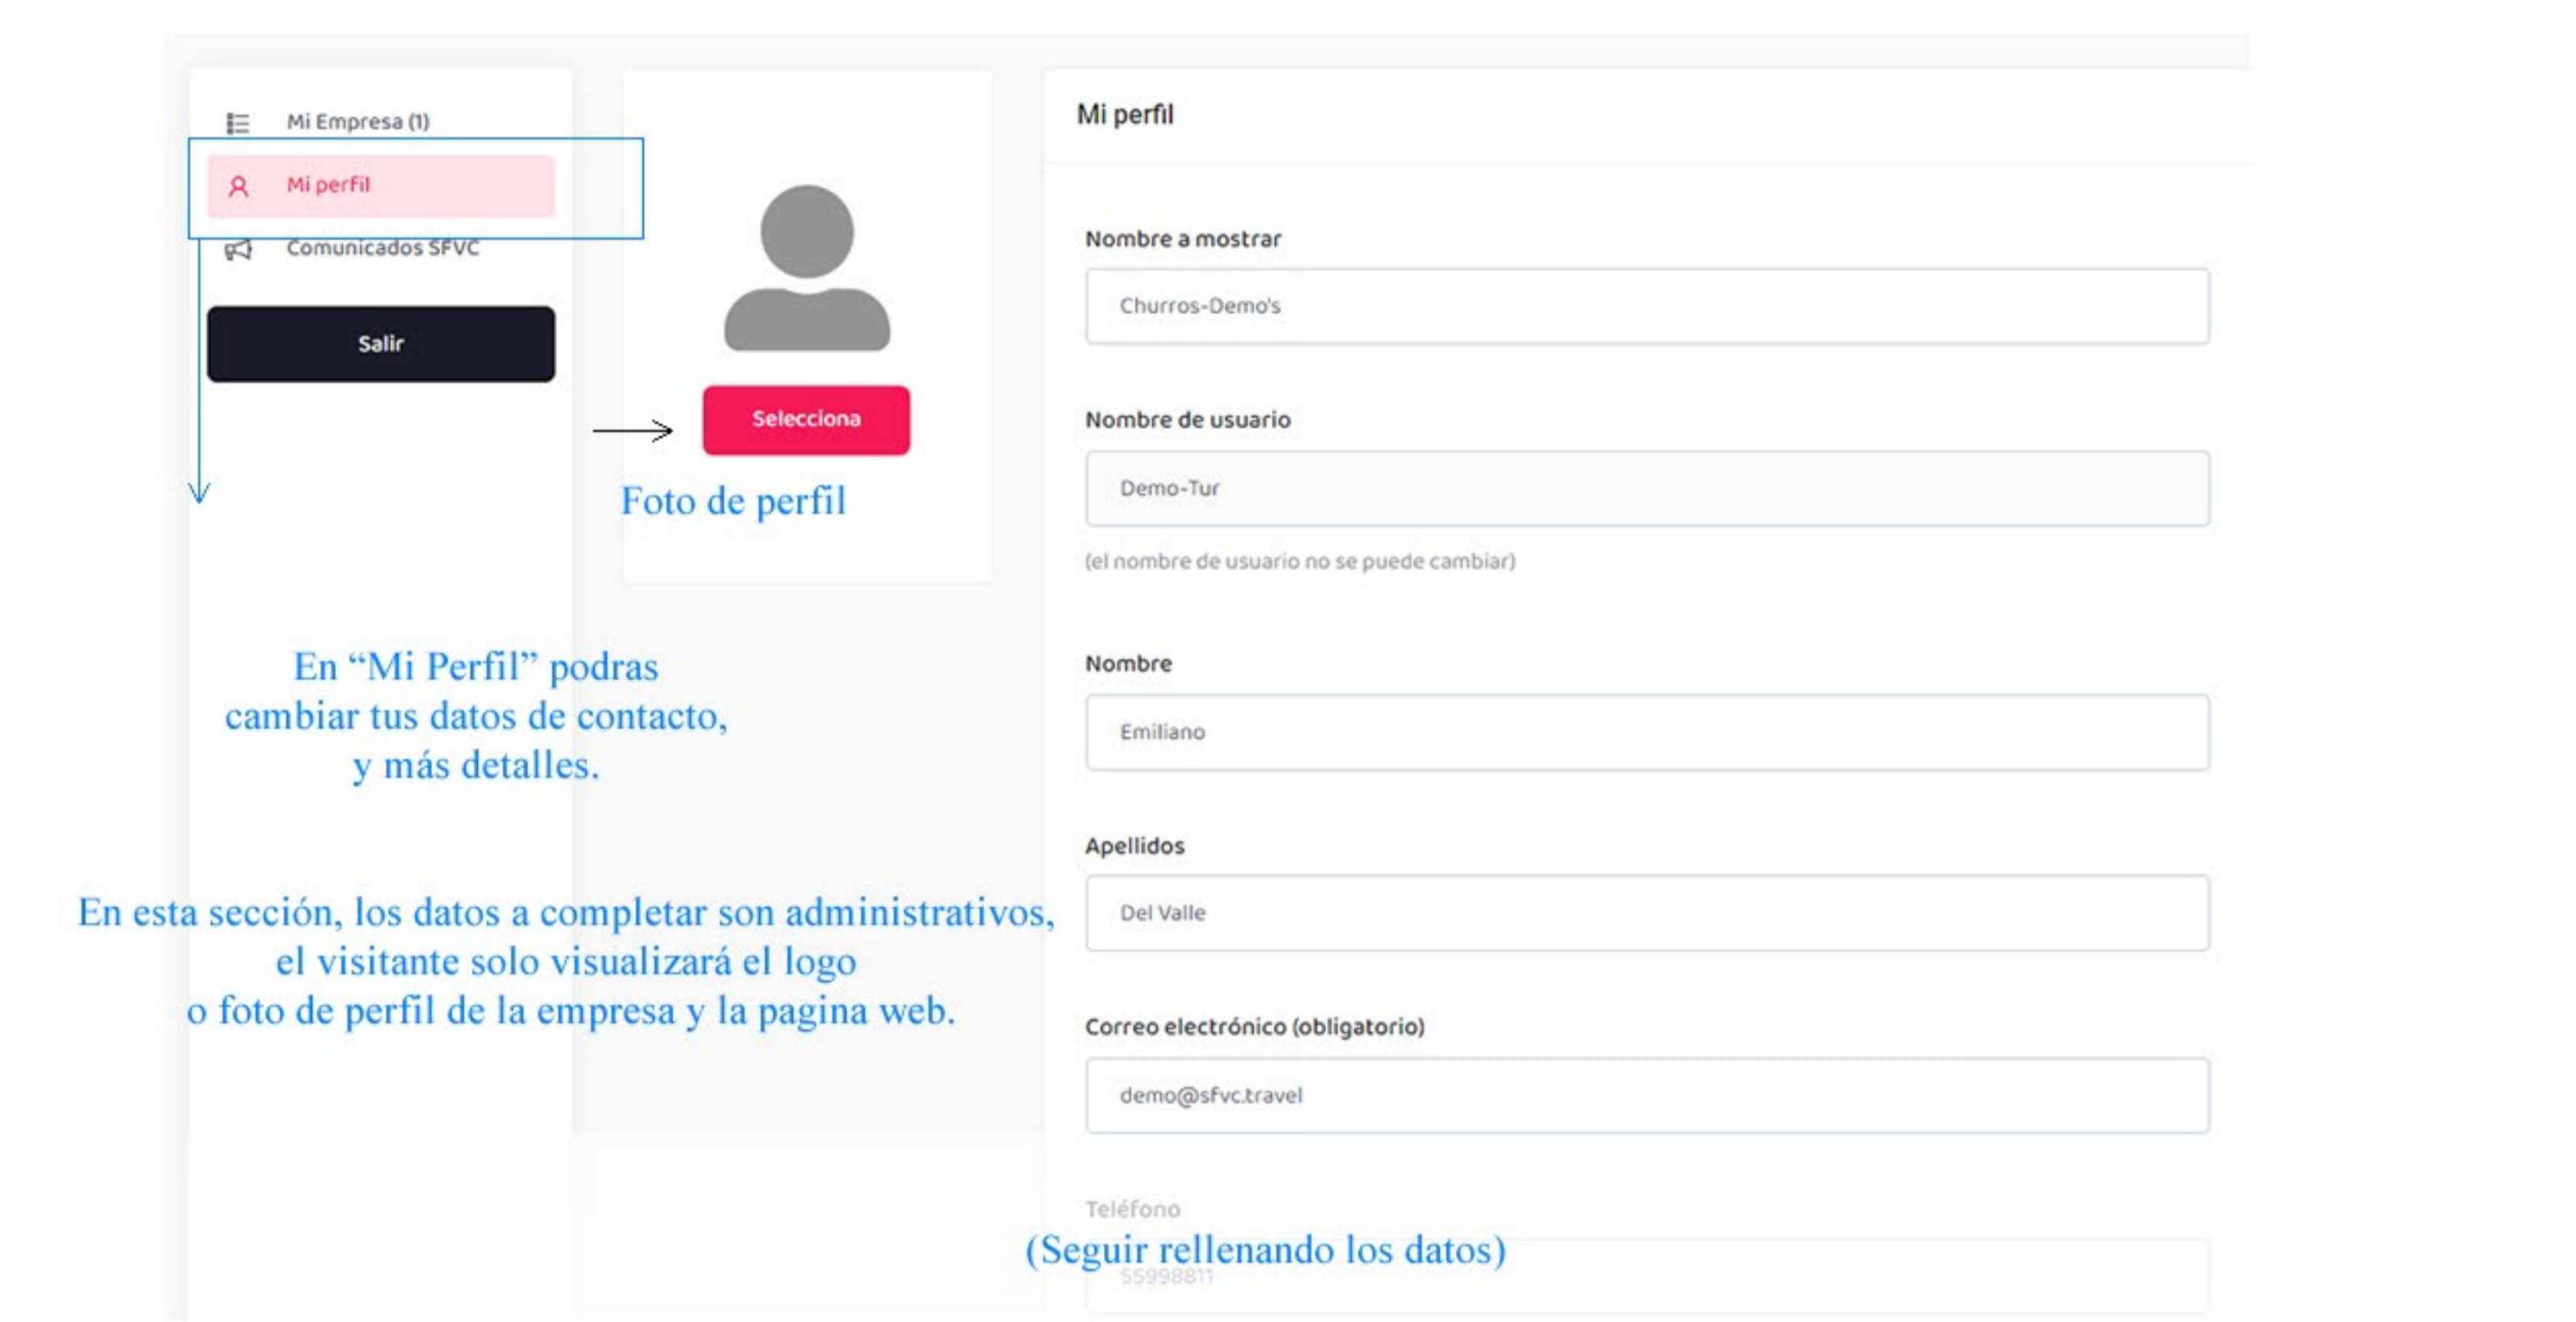 Mi Empresa (1)
Mi perfil
Comunicados SFVC
Salir
Selecciona
Foto de perfil
En “Mi Perfil” podras
cambiar tus datos de contacto,
y más detalles.
En esta sección, los datos a completar son administrativos,
el visitante solo visualizará el logo
o foto de perfil de la empresa y la pagina web.
Mi perfil
Nombre a mostrar
Churros-Demo's
Nombre de usuario
Demo-Tur
(el nombre de usuario no se puede cambiar)
Nombre
Emiliano
Apellidos
Del Valle
Correo electrónico (obligatorio)
demo@sfvc.travel
Teléfono
(Seguir rellenando los datos)
55998811